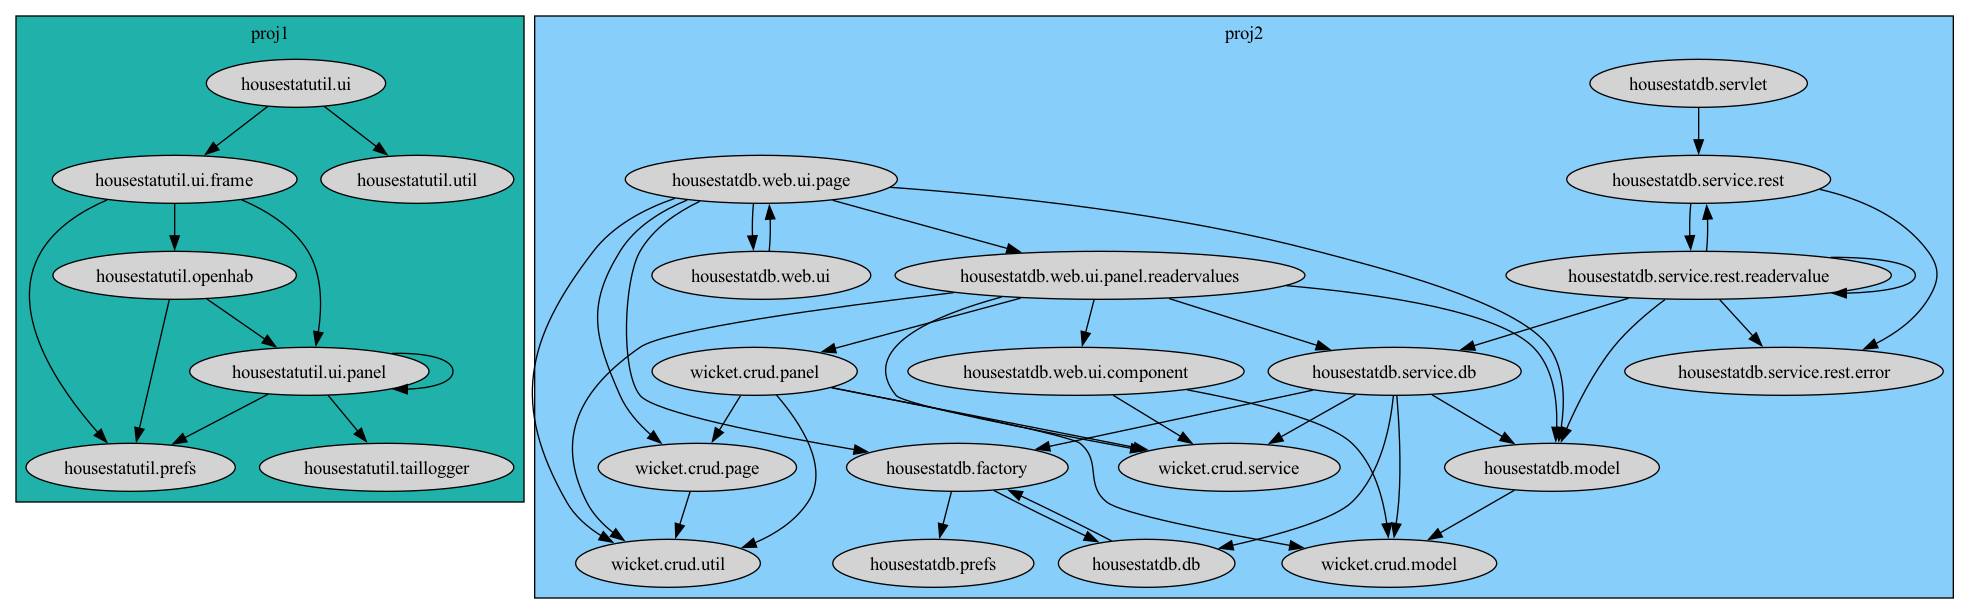 proj1
housestatutil.ui
housestatutil.ui.frame
housestatutil.util
housestatutil.openhab
housestatutil.ui.panel
housestatutil.prefs
housestatutil.taillogger
proj2
housestatdb.servlet
housestatdb.web.ui.page
housestatdb.service.rest
housestatdb.web.ui
housestatdb.web.ui.panel.readervalues
housestatdb.service.rest.readervalue
wicket.crud.panel
housestatdb.web.ui.component
housestatdb.service.db
housestatdb.service.rest.error
wicket.crud.page
housestatdb.factory
wicket.crud.service
housestatdb.model
wicket.crud.util
housestatdb.prefs
housestatdb.db
wicket.crud.model